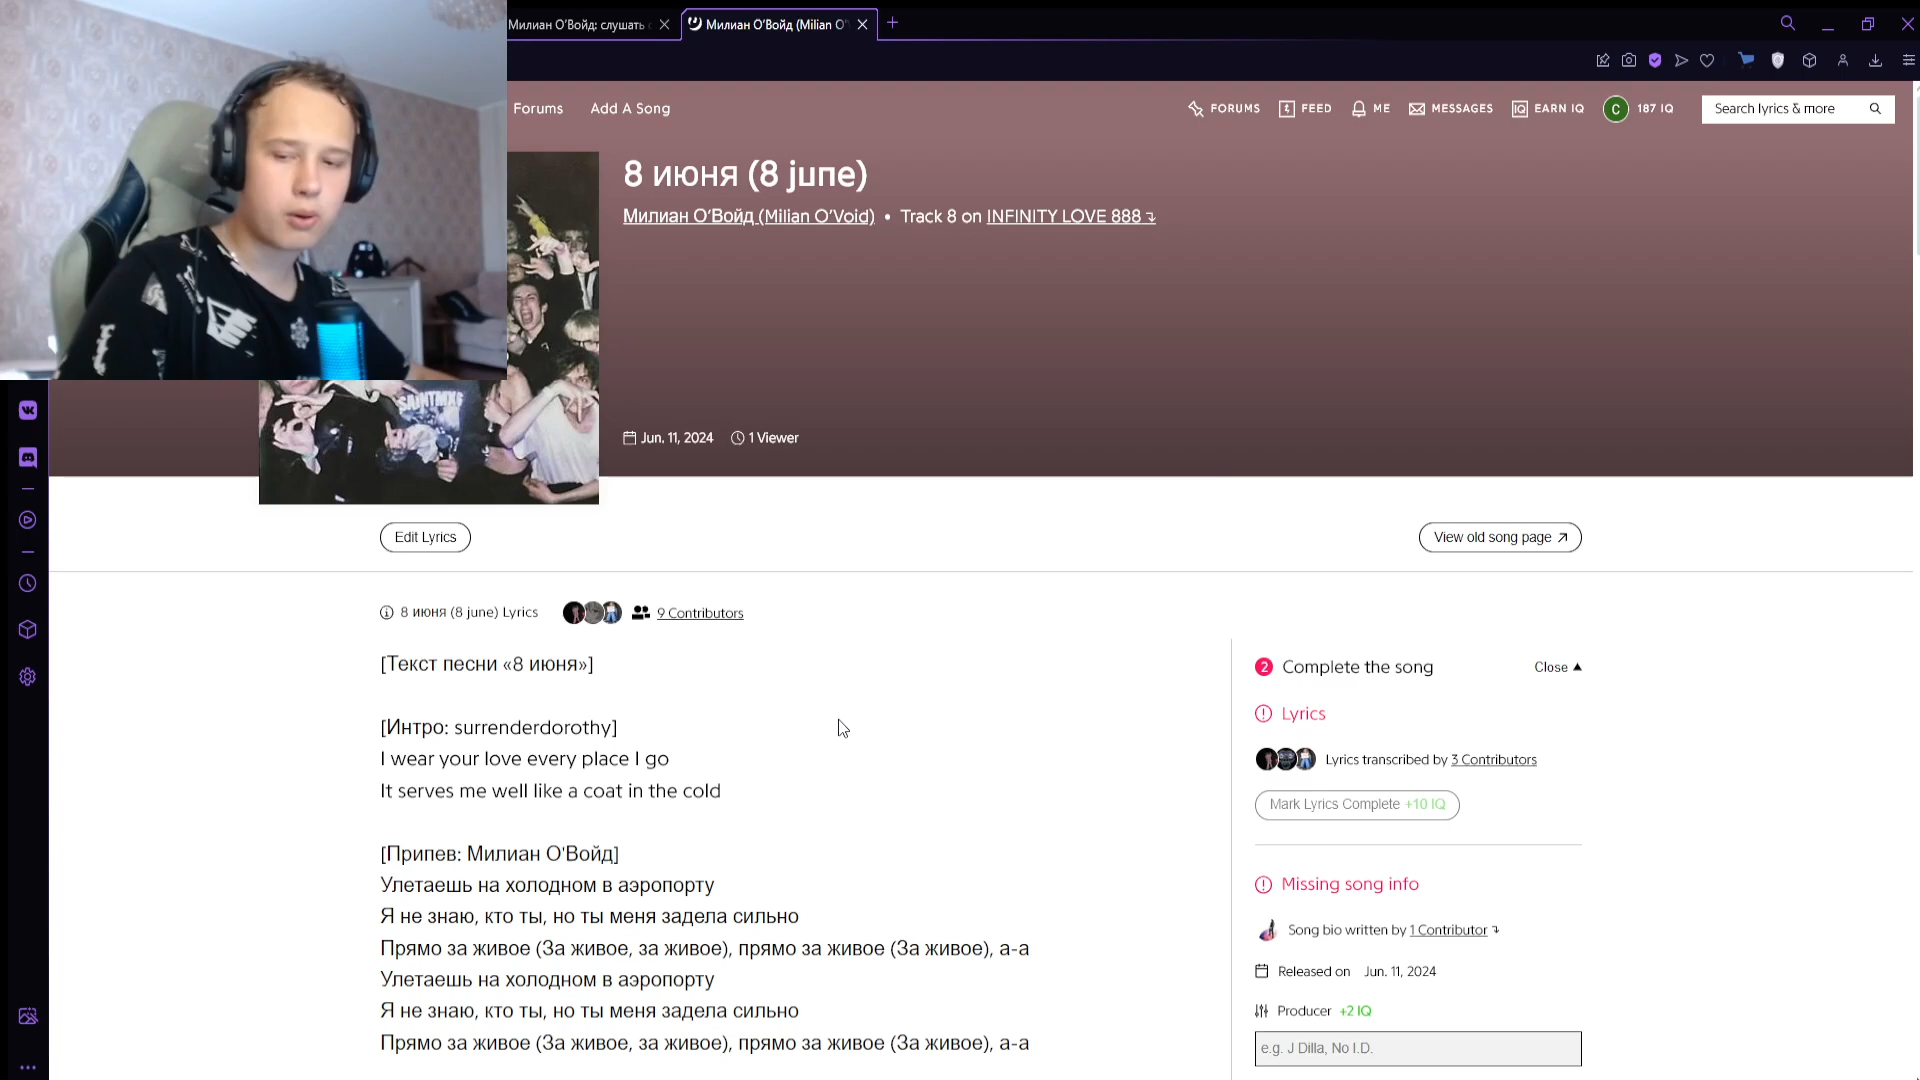 Милиан О'Войд: слушать
Милиан О'Войд (Milian O'
Forums
Add A Song
FORUMS
FEED
ME
MESSAGES
EARN IQ
C
187 IQ
Search lyrics & more
8 июня (8 june)
Милиан О'Войд (Milian O'Void) • Track 8 on INFINITY LOVE 888
SAINTMXG
Jun. 11, 2024
1 Viewer
Edit Lyrics
View old song page
8 июня (8 june) Lyrics
9 Contributors
[Текст песни «8 июня»]
[Интро: surrenderdorothy]
I wear your love every place I go
It serves me well like a coat in the cold
[Припев: Милиан О'Войд]
Улетаешь на холодном в аэропорту
Я не знаю, кто ты, но ты меня задела сильно
Прямо за живое (За живое, за живое), прямо за живое (За живое), а-а
Улетаешь на холодном в аэропорту
Я не знаю, кто ты, но ты меня задела сильно
Прямо за живое (За живое, за живое), прямо за живое (За живое), а-а
2 Complete the song
Close
Lyrics
Lyrics transcribed by 3 Contributors
Mark Lyrics Complete +10 IQ
Missing song info
Song bio written by 1 Contributor
Released on Jun. 11, 2024
Producer +2 IQ
e.g. J Dilla, No I.D.